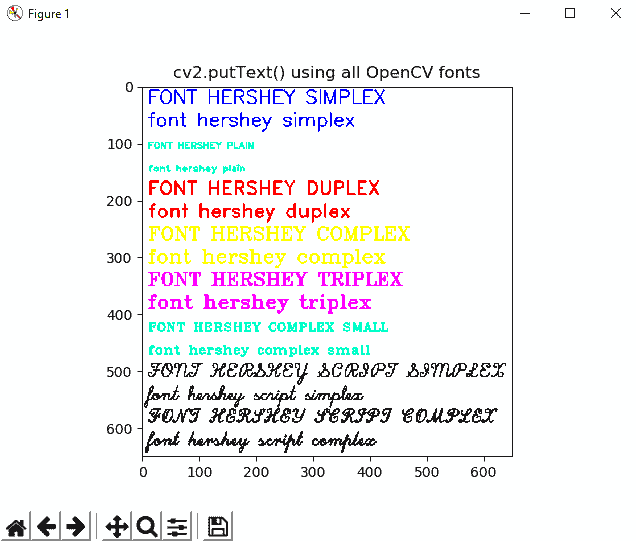 Figure 1
cv2.putText() using all OpenCV fonts
0
FONT HERSHEY SIMPLEX
font hershey simplex
100
FONT HERSHEY PLAIN
font hershey plain
200
FONT HERSHEY DUPLEX
font hershey duplex
FONT HERSHEY COMPLEX
300
font hershey complex
FONT HERSHEY TRIPLEX
font hershey triplex
400
FONT HERSHEY COMPLEX SMALL
font hershey complex small
500
FONT HERSHEY SCRIPT SIMPLEX
font hershey script simplex
FONT HERSHEY SCRIPT COMPLEX
600
font hershey script complex
0 100 200 300 400 500 600